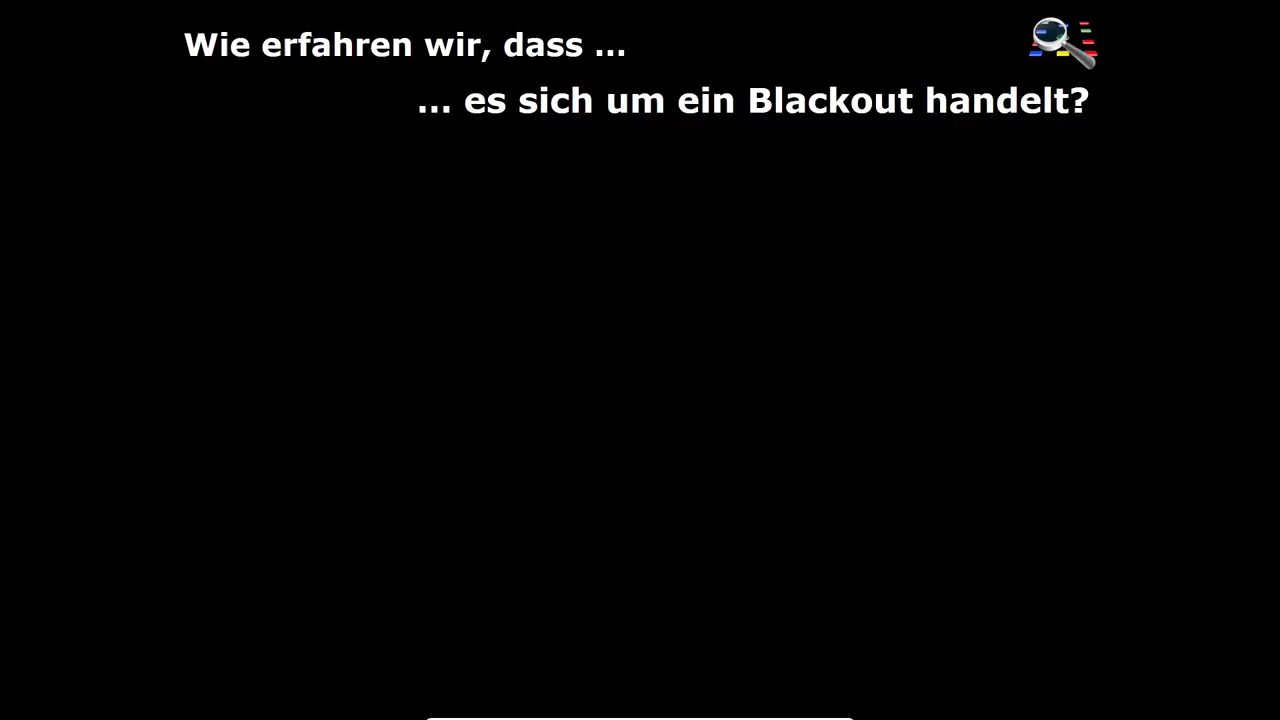 Wie erfahren wir, dass ...
... es sich um ein Blackout handelt?